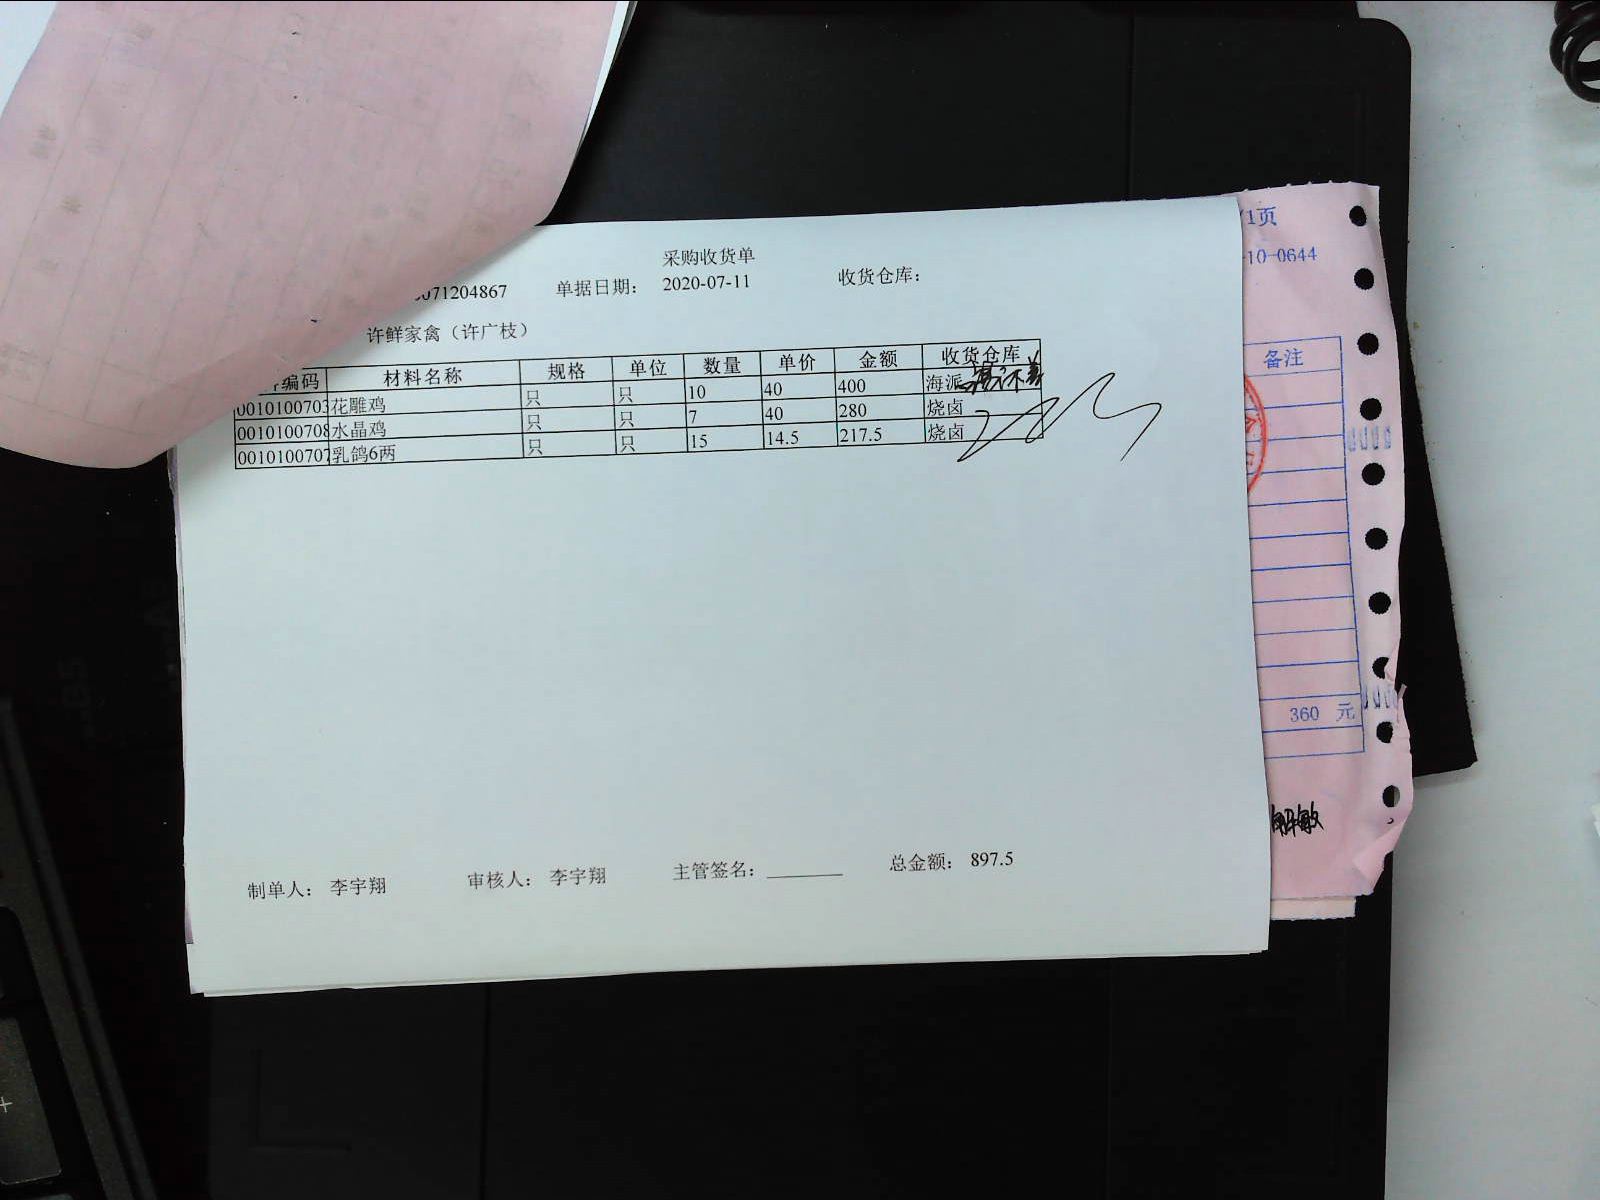 采购收货单
071204867 单据日期： 2020-07-11 收货仓库：
许鲜家禽（许广枝）
编码 材料名称 规格 单位 数量 单价 金额 收货仓库
0010100703 花雕鸡 只 只 10 40 400 海派
0010100708 水晶鸡 只 只 7 40 280 烧卤
0010100707 乳鸽6两 只 只 15 14.5 217.5 烧卤
制单人： 李宇翔 审核人： 李宇翔 主管签名： 总金额： 897.5
/1页
-10-0644
备注
360 元